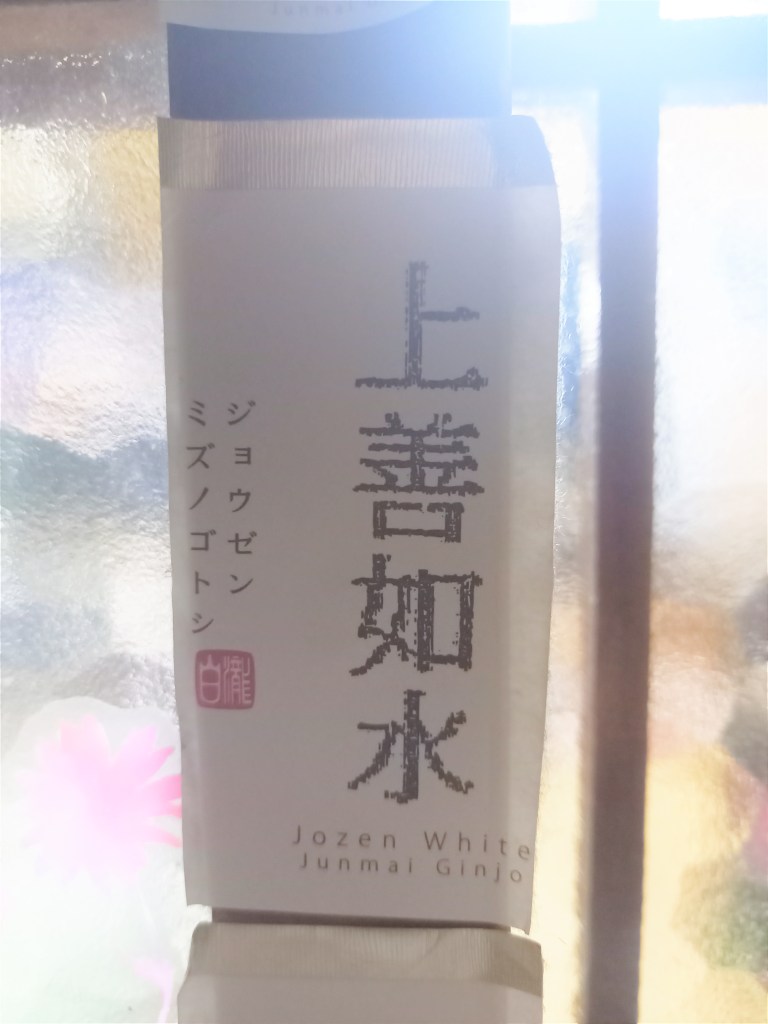 Junmai
上善如水
ジョウゼン
ミズノゴトシ
白瀧
Jozen White
Junmai Ginjo